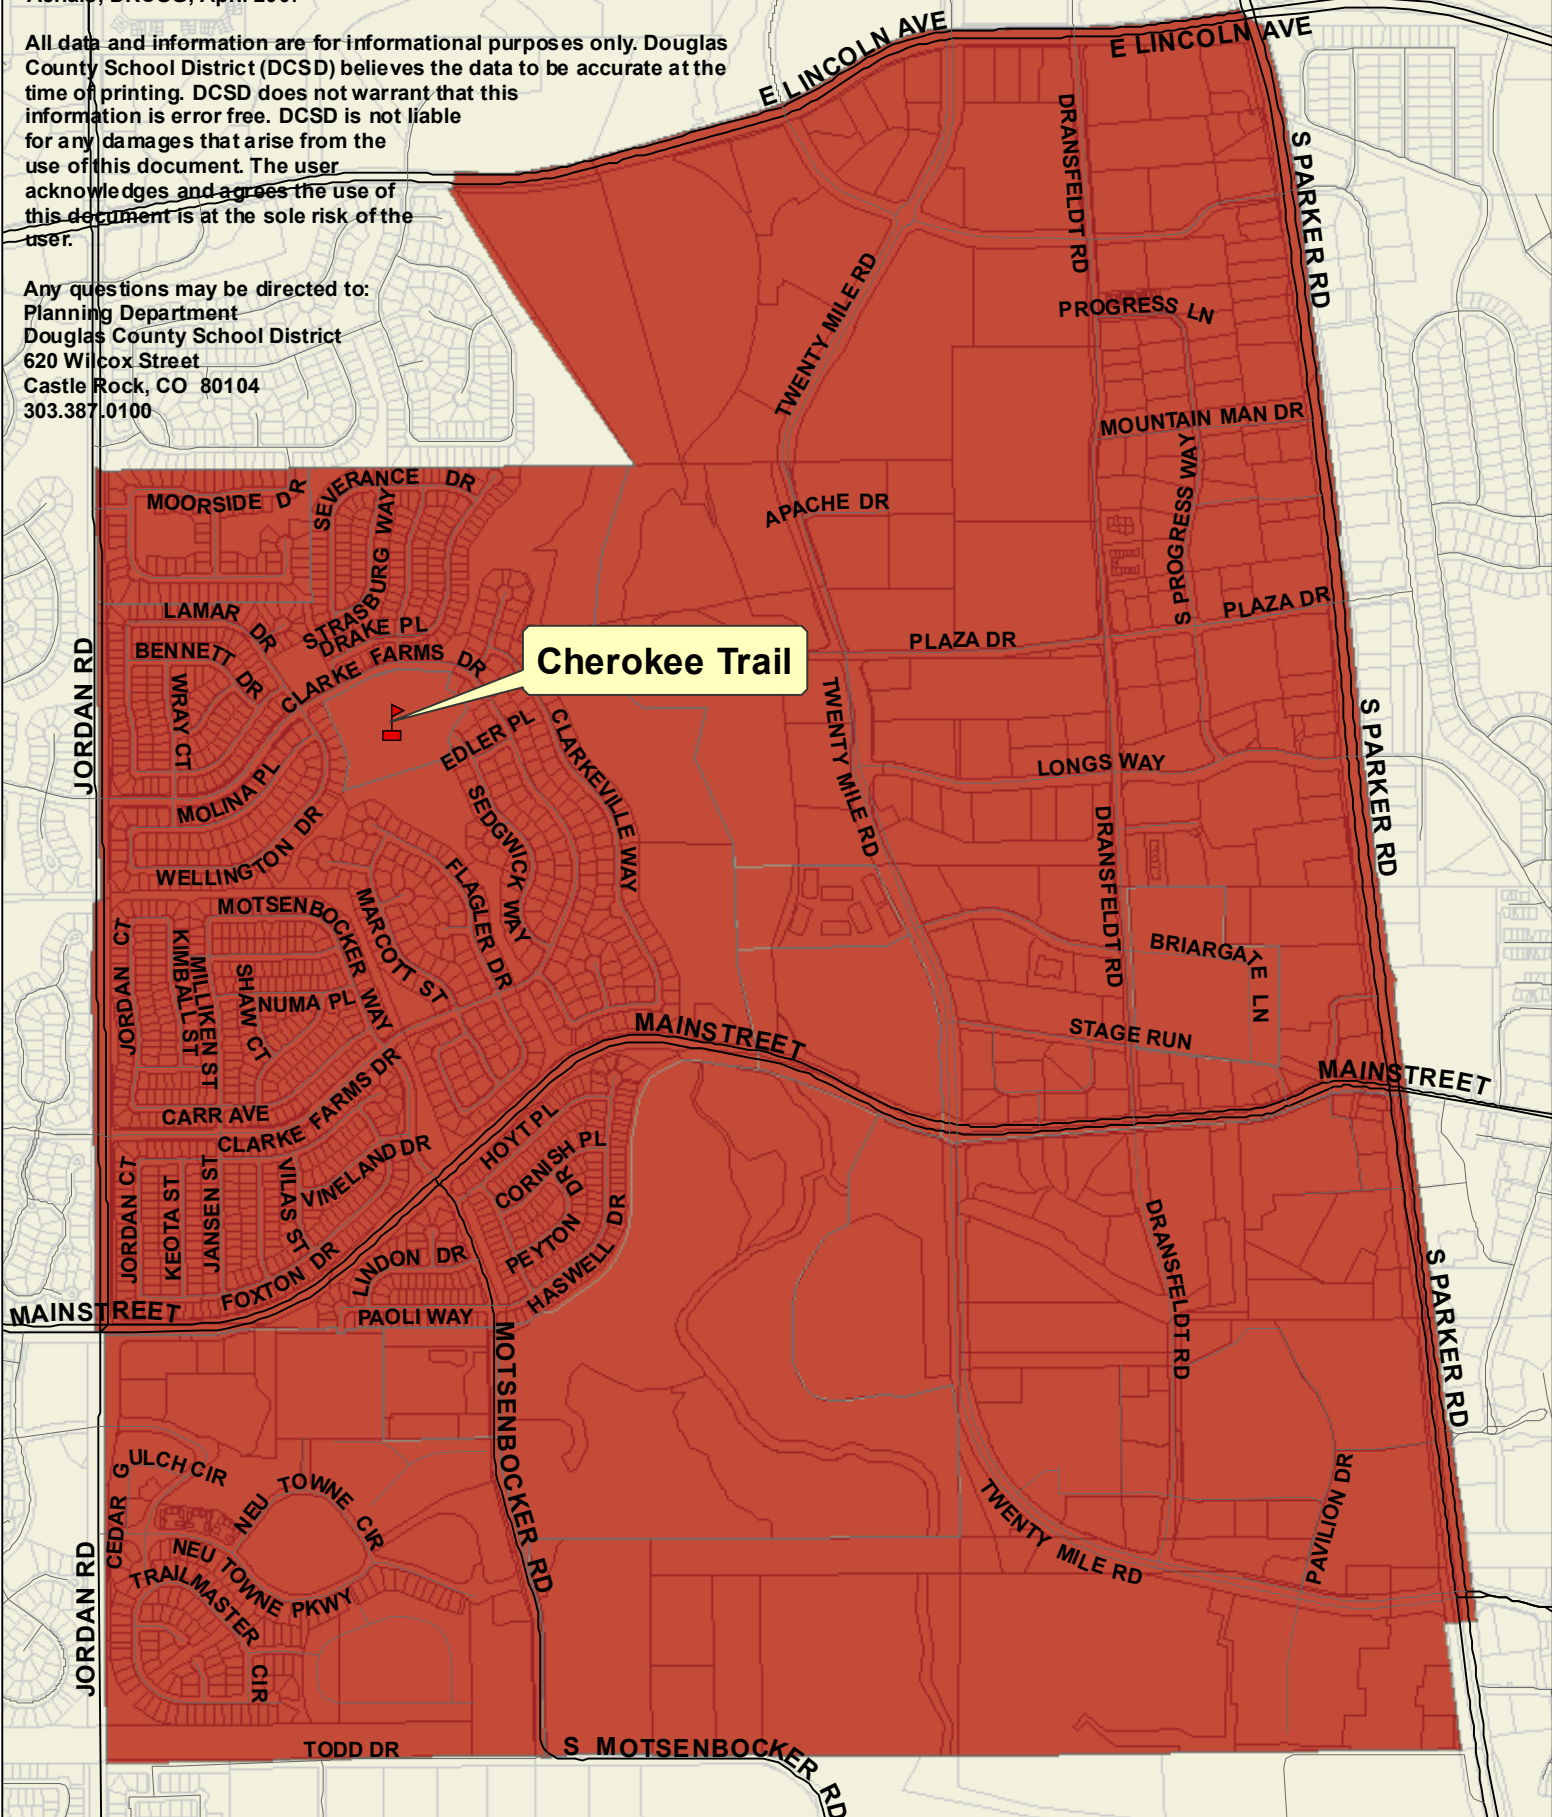 All data and information are for informational purposes only. Douglas
County School District (DCSD) believes the data to be accurate at the
time of printing. DCSD does not warrant that this
information is error free. DCSD is not liable
for any damages that arise from the
use of this document. The user
acknowledges and agrees the use of
this document is at the sole risk of the
user.
Any questions may be directed to:
Planning Department
Douglas County School District
620 Wilcox Street
Castle Rock, CO 80104
303.387.0100
E LINCOLN AVE
E LINCOLN AVE
DRANSFELDT RD
S PARKER RD
TWENTY MILE RD
PROGRESS LN
MOUNTAIN MAN DR
S PROGRESS WAY
APACHE DR
MOORSIDE DR
SEVERANCE DR
STRASBURG WAY
LAMAR DR
DRAKE PL
BENNETT DR
CLARKE FARMS DR
WRAY CT
JORDAN RD
Cherokee Trail
PLAZA DR
PLAZA DR
EDLER PL
CLARKEVILLE WAY
TWENTY MILE RD
LONGS WAY
S PARKER RD
MOLINA PL
SEDGWICK WAY
WELLINGTON DR
DRANSFELDT RD
FLAGLER DR
MARCOTT ST
MOTSENBOCKER WAY
JORDAN CT
KIMBALL ST
MILLIKEN ST
SHAW CT
NUMA PL
BRIARGATE LN
STAGE RUN
MAINSTREET
MAINSTREET
CARR AVE
CLARKE FARMS DR
HOYT PL
CORNISH PL
VINELAND DR
JORDAN CT
KEOTA ST
JANSEN ST
VILAS ST
PEYTON DR
HASWELL DR
DRANSFELDT RD
S PARKER RD
FOXTON DR
LINDON DR
PAOLI WAY
MAINSTREET
MOTSENBOCKER RD
CEDAR GULCH CIR
NEU TOWNE CIR
NEU TOWNE PKWY
TRAILMASTER CIR
JORDAN RD
TWENTY MILE RD
PAVILION DR
TODD DR
S MOTSENBOCKER RD